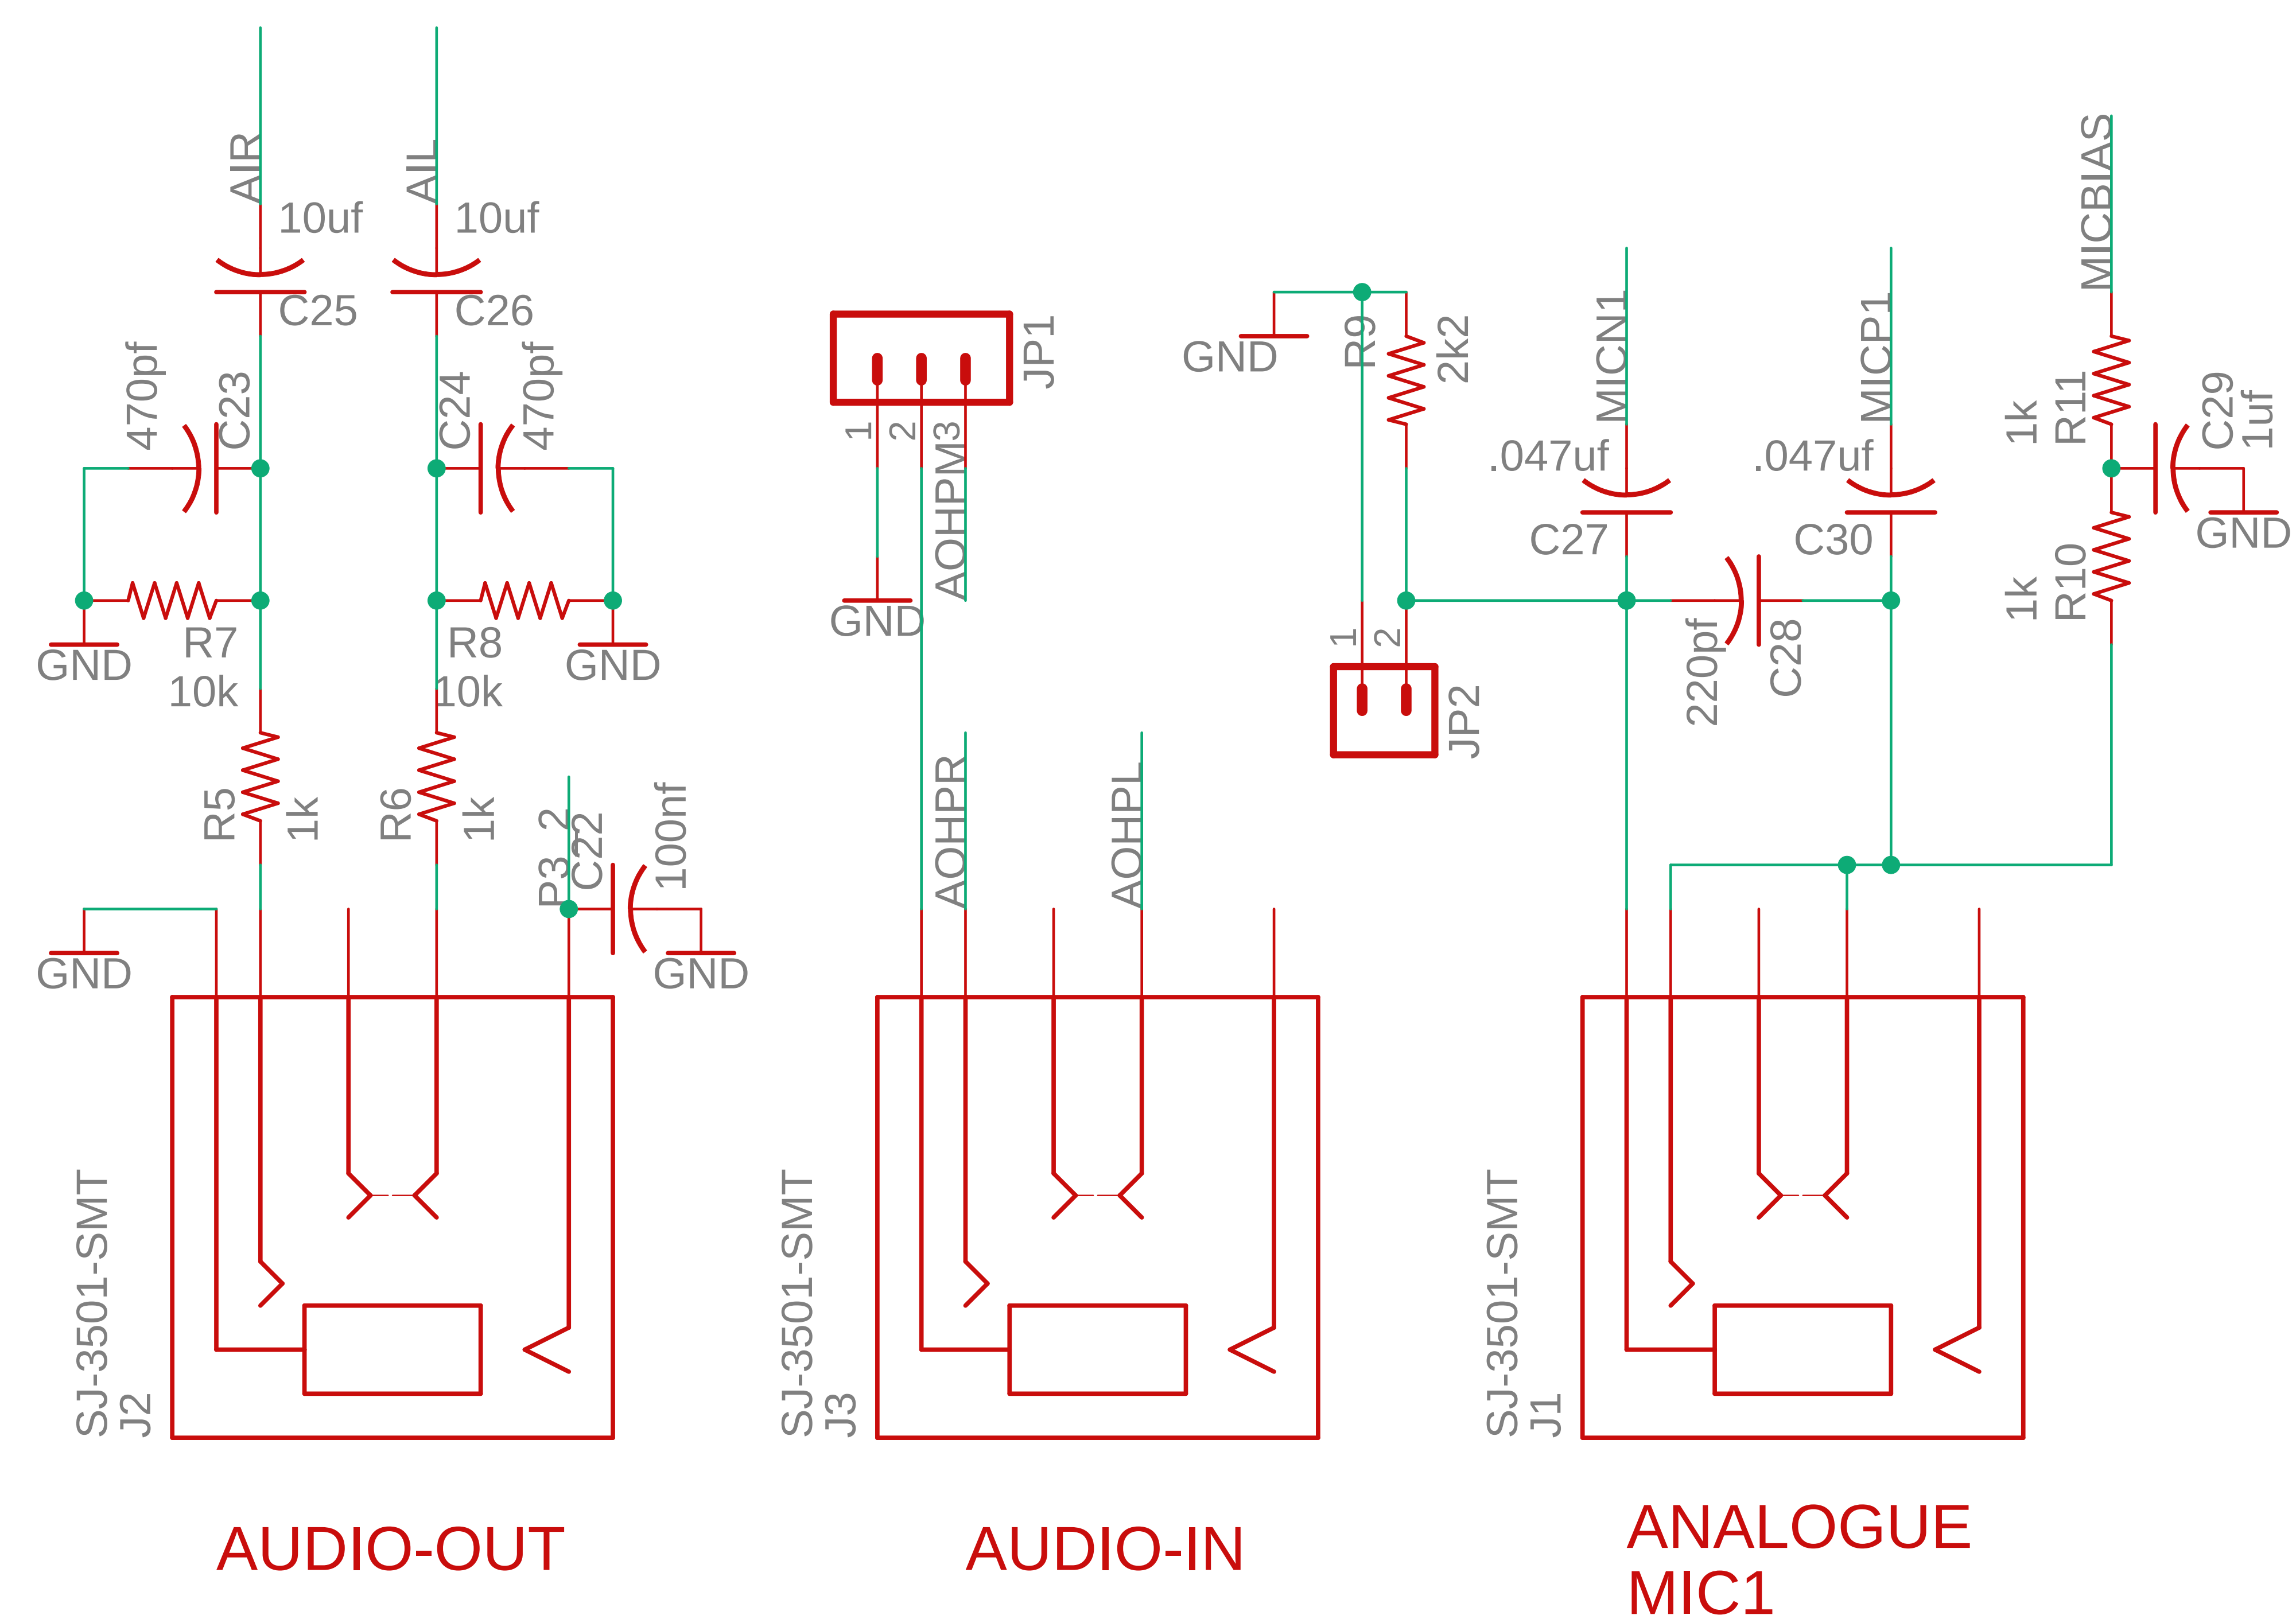 AIR
10uf
C25
AIL
10uf
C26
470pf
C23
C24
470pf
R7
10k
GND
R8
10k
GND
R5
1k
R6
1k
P3_2
C22
100nf
GND
GND
SJ-3501-SMT
J2
AUDIO-OUT
JP1
1
2
3
AOHPM
GND
AOHPR
AOHPL
SJ-3501-SMT
J3
AUDIO-IN
GND
R9
2k2
1
2
JP2
MICN1
.047uf
C27
MICP1
.047uf
C30
220pf
C28
MICBIAS
1k
R11
C29
1uf
GND
1k
R10
SJ-3501-SMT
J1
ANALOGUE
MIC1